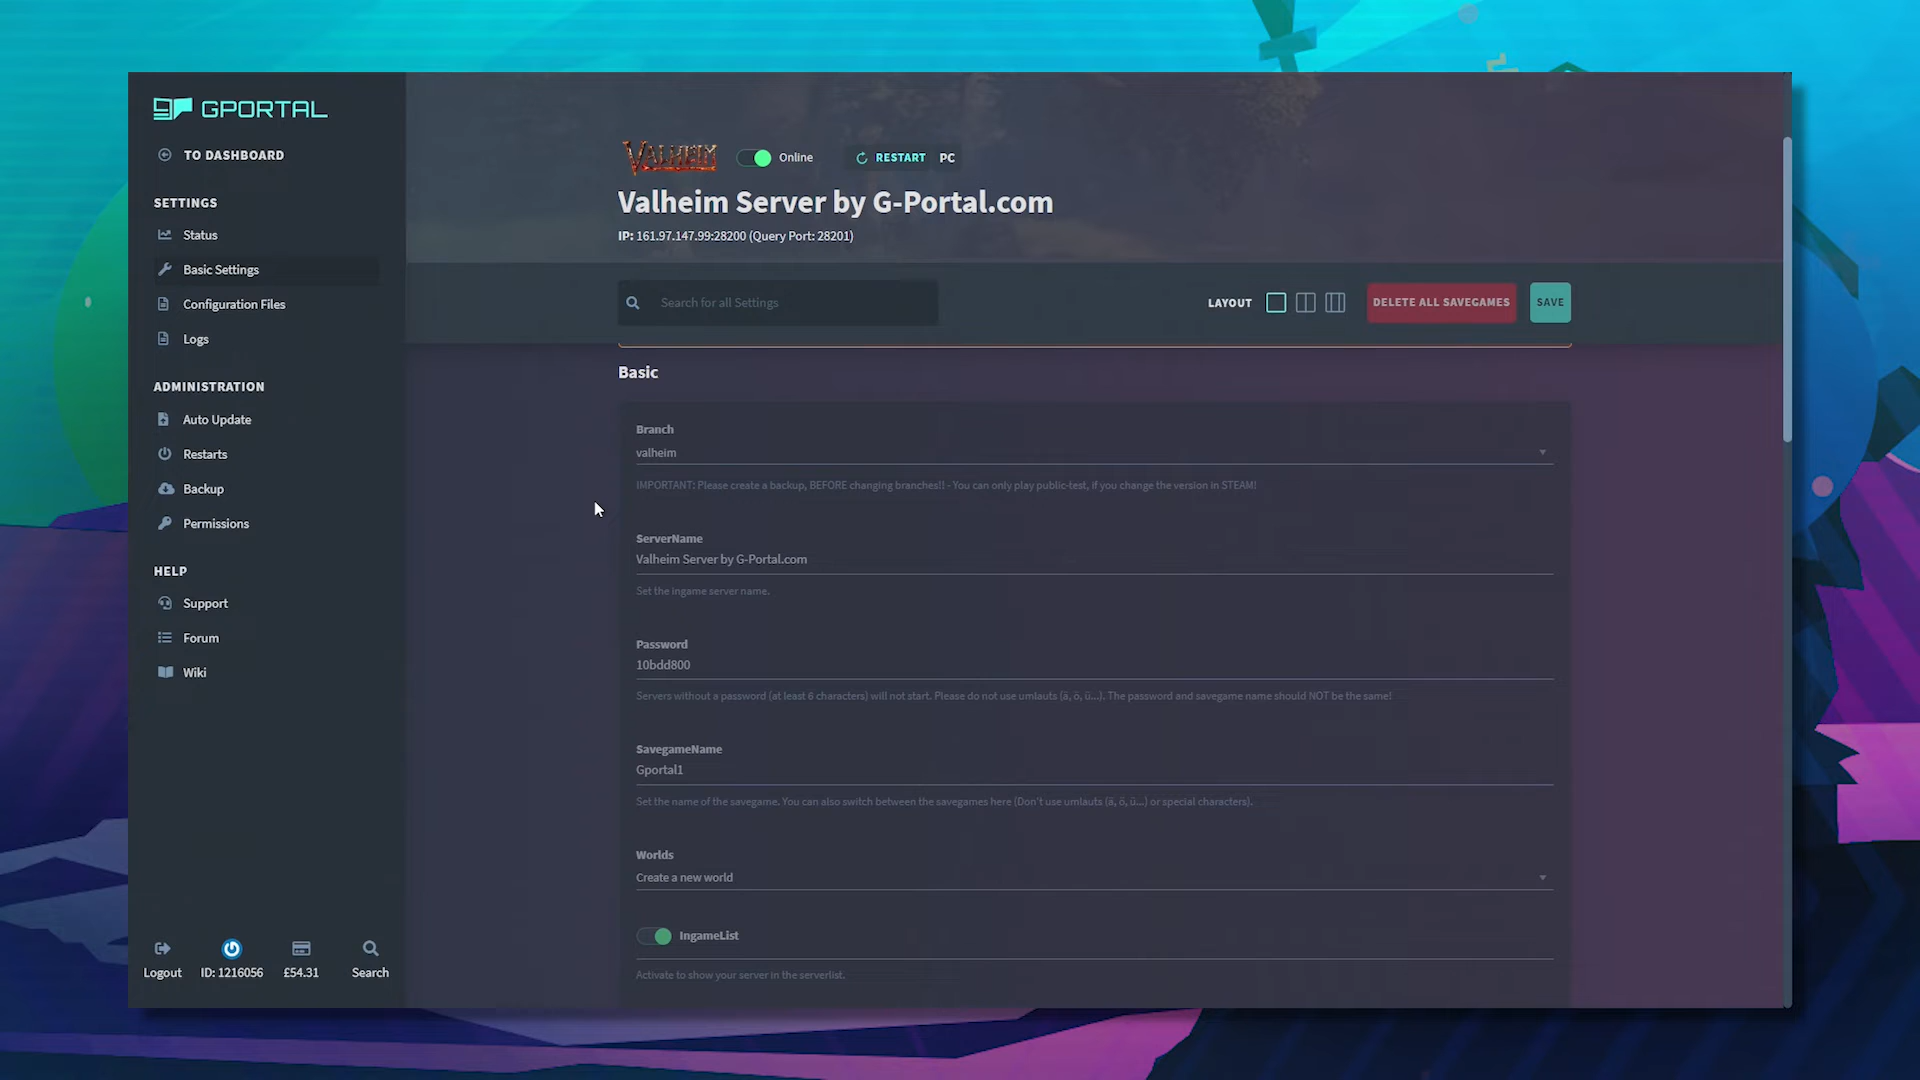 GPORTAL
TO DASHBOARD
SETTINGS
Status
Basic Settings
Configuration Files
Logs
ADMINISTRATION
Auto Update
Restarts
Backup
Permissions
HELP
Support
Forum
Wiki
Logout
ID: 1216056
£54.31
Search
VALHEIM
Online
RESTART
PC
Valheim Server by G-Portal.com
IP: 161.97.147.99:28200 (Query Port: 28201)
Search for all Settings
LAYOUT
DELETE ALL SAVEGAMES
SAVE
Basic
Branch
valheim
IMPORTANT: Please create a backup, BEFORE changing branches!! - You can only play public-test, if you change the version in STEAM!
ServerName
Valheim Server by G-Portal.com
Set the ingame server name.
Password
10bdd800
Servers without a password (at least 6 characters) will not start. Please do not use umlauts (ä, ö, ü...). The password and savegame name should NOT be the same!
SavegameName
Gportal1
Set the name of the savegame. You can also switch between the savegames here (Don't use umlauts (ä, ö, ü...) or special characters).
Worlds
Create a new world
IngameList
Activate to show your server in the serverlist.